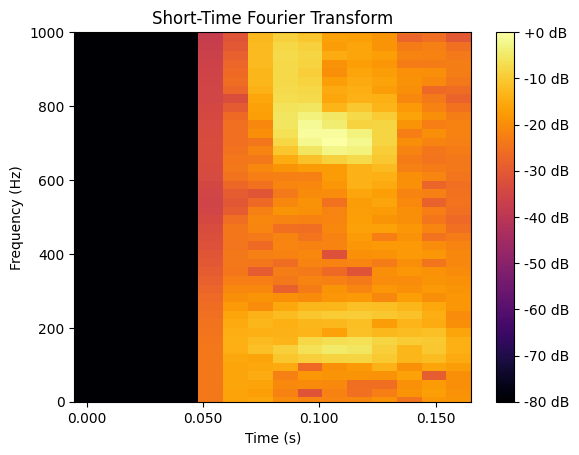 Short-Time Fourier Transform
1000
800
600
400
200
0
Frequency (Hz)
0.000
0.050
0.100
0.150
Time (s)
+0 dB
-10 dB
-20 dB
-30 dB
-40 dB
-50 dB
-60 dB
-70 dB
-80 dB